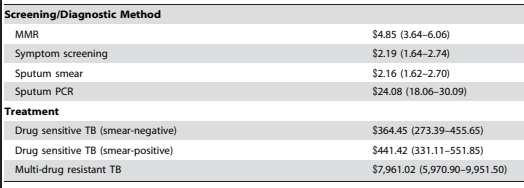 Screening/Diagnostic Method
MMR $4.85 (3.64–6.06)
Symptom screening $2.19 (1.64–2.74)
Sputum smear $2.16 (1.62–2.70)
Sputum PCR $24.08 (18.06–30.09)
Treatment
Drug sensitive TB (smear-negative) $364.45 (273.39–455.65)
Drug sensitive TB (smear-positive) $441.42 (331.11–551.85)
Multi-drug resistant TB $7,961.02 (5,970.90–9,951.50)